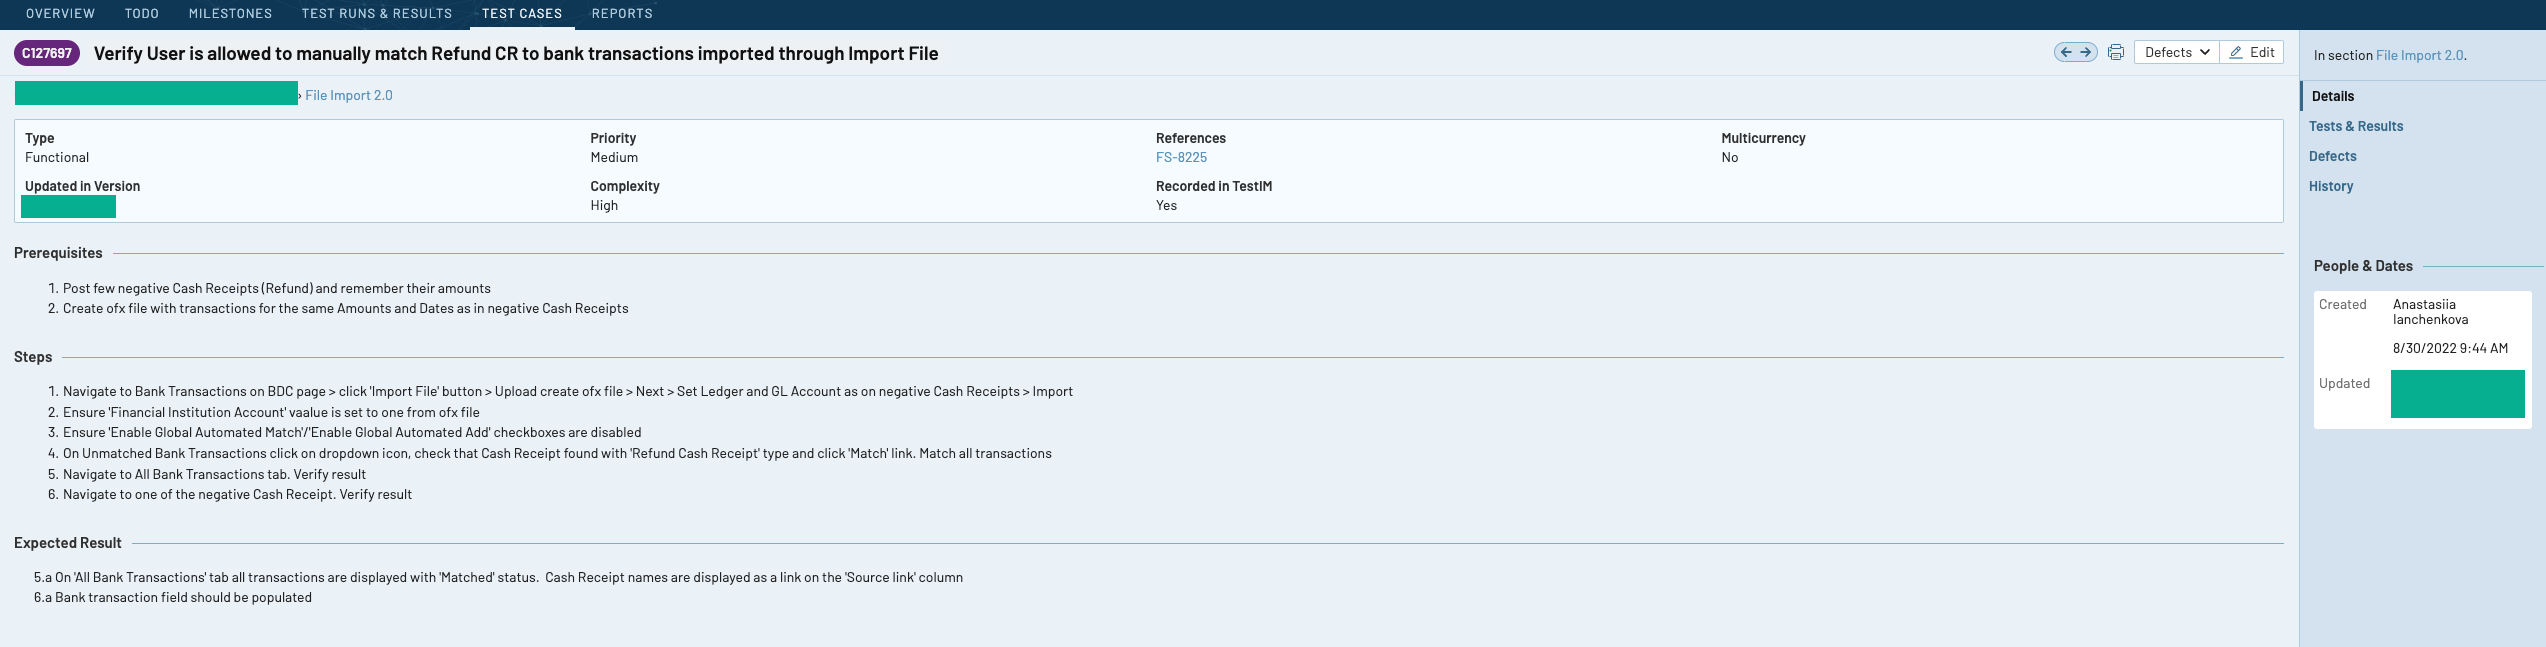 OVERVIEW TODO MILESTONES TEST RUNS & RESULTS TEST CASES REPORTS
C127697 Verify User is allowed to manually match Refund CR to bank transactions imported through Import File
Defects Edit
› File Import 2.0
Type Priority References Multicurrency
Functional Medium FS-8225 No
Updated in Version Complexity Recorded in TestIM
High Yes
Prerequisites
1. Post few negative Cash Receipts (Refund) and remember their amounts
2. Create ofx file with transactions for the same Amounts and Dates as in negative Cash Receipts
Steps
1. Navigate to Bank Transactions on BDC page > click 'Import File' button > Upload create ofx file > Next > Set Ledger and GL Account as on negative Cash Receipts > Import
2. Ensure 'Financial Institution Account' vaalue is set to one from ofx file
3. Ensure 'Enable Global Automated Match'/'Enable Global Automated Add' checkboxes are disabled
4. On Unmatched Bank Transactions click on dropdown icon, check that Cash Receipt found with 'Refund Cash Receipt' type and click 'Match' link. Match all transactions
5. Navigate to All Bank Transactions tab. Verify result
6. Navigate to one of the negative Cash Receipt. Verify result
Expected Result
5.a On 'All Bank Transactions' tab all transactions are displayed with 'Matched' status.  Cash Receipt names are displayed as a link on the 'Source link' column
6.a Bank transaction field should be populated
In section File Import 2.0.
Details
Tests & Results
Defects
History
People & Dates
Created Anastasiia
Ianchenkova
8/30/2022 9:44 AM
Updated